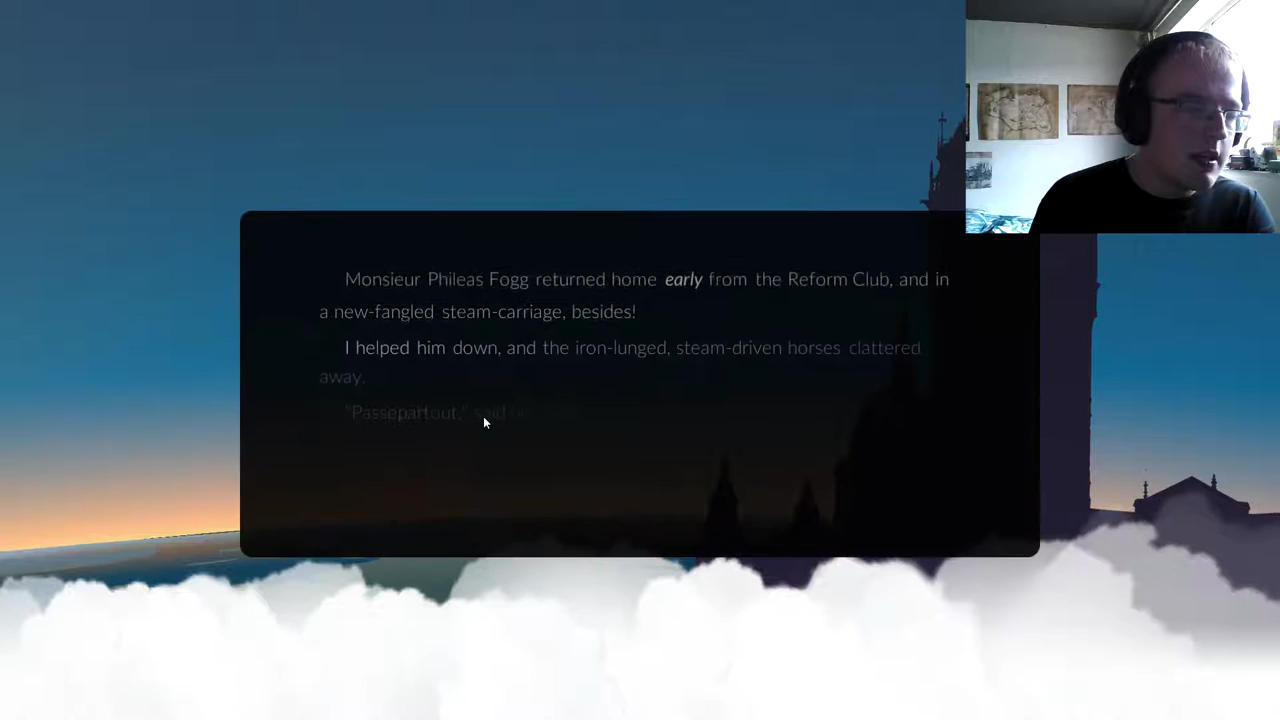 Monsieur Phileas Fogg returned home early from the Reform Club, and in
a new-fangled steam-carriage, besides!
I helped him down, and the iron-lunged, steam-driven horses clattered
away.
"Passepartout," said